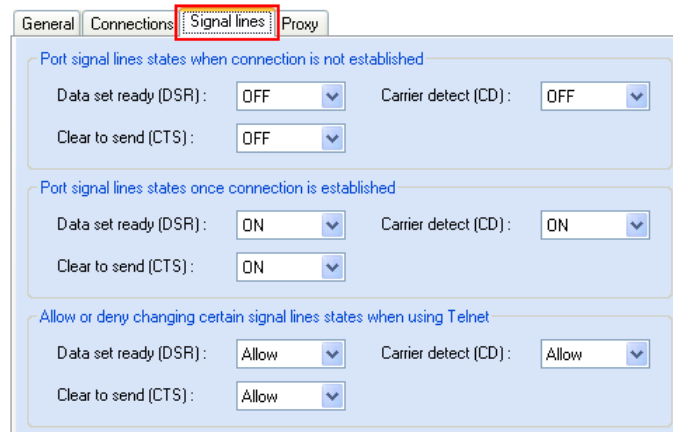 General Connections Signal lines Proxy
Port signal lines states when connection is not established
Data set ready (DSR) : OFF Carrier detect (CD) : OFF
Clear to send (CTS) : OFF
Port signal lines states once connection is established
Data set ready (DSR) : ON Carrier detect (CD) : ON
Clear to send (CTS) : ON
Allow or deny changing certain signal lines states when using Telnet
Data set ready (DSR) : Allow Carrier detect (CD) : Allow
Clear to send (CTS) : Allow